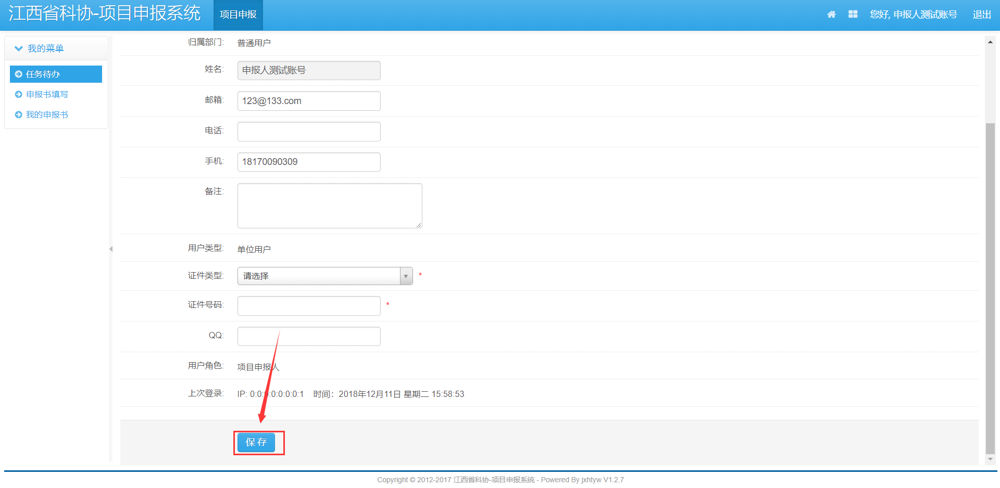 江西省科协-项目申报系统 项目申报 您好, 申报人测试账号 退出
我的菜单
任务待办
申报书填写
我的申报书
归属部门: 普通用户
姓名: 申报人测试账号
邮箱: 123@133.com
电话:
手机: 18170090309
备注:
用户类型: 单位用户
证件类型: 请选择 *
证件号码: *
QQ:
用户角色: 项目申报人
上次登录: IP: 0:0:0:0:0:0:0:1 时间：2018年12月11日 星期二 15:58:53
保存
Copyright © 2012-2017 江西省科协-项目申报系统 - Powered By jxhtyw V1.2.7